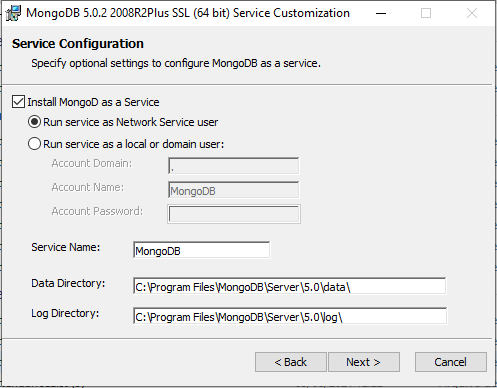 MongoDB 5.0.2 2008R2Plus SSL (64 bit) Service Customization
Service Configuration
Specify optional settings to configure MongoDB as a service.
Install MongoD as a Service
Run service as Network Service user
Run service as a local or domain user:
Account Domain: .
Account Name: MongoDB
Account Password:
Service Name: MongoDB
Data Directory: C:\Program Files\MongoDB\Server\5.0\data\
Log Directory: C:\Program Files\MongoDB\Server\5.0\log\
< Back Next > Cancel